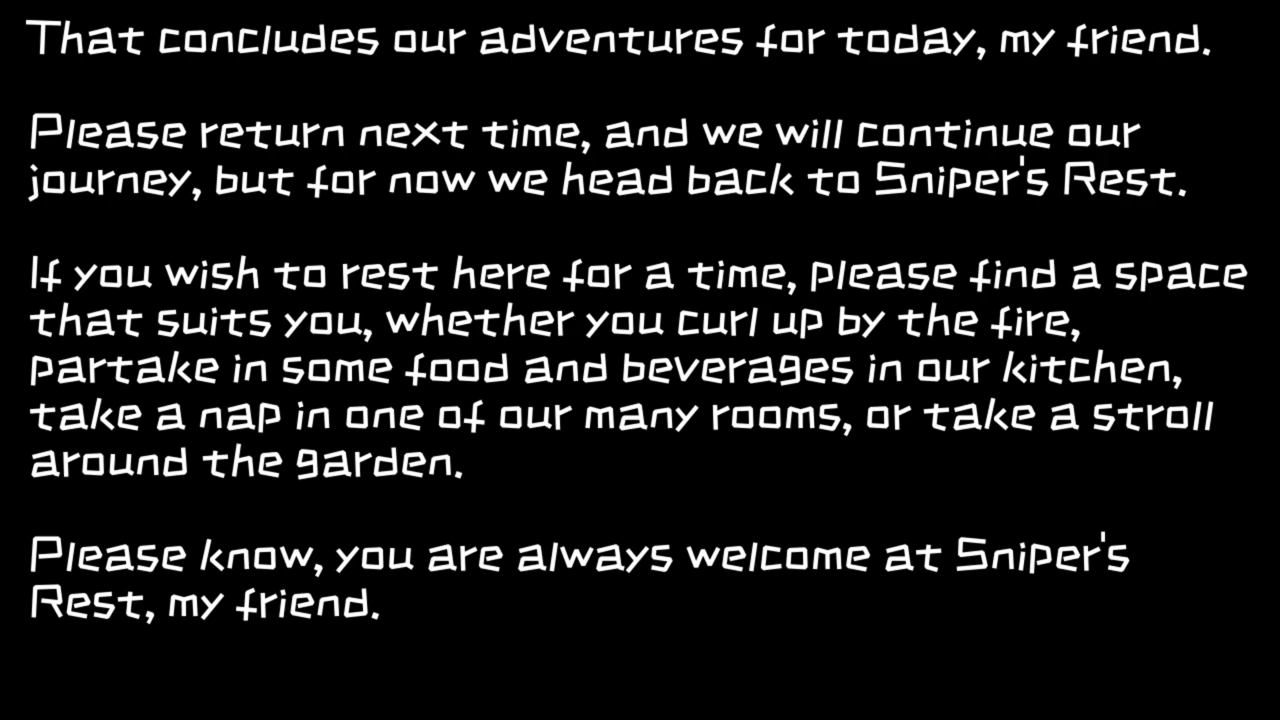 That concludes our adventures for today, my friend.
Please return next time, and we will continue our
journey, but for now we head back to Sniper's Rest.
If you wish to rest here for a time, please find a space
that suits you, whether you curl up by the fire,
partake in some food and beverages in our kitchen,
take a nap in one of our many rooms, or take a stroll
around the garden.
Please know, you are always welcome at Sniper's
Rest, my friend.